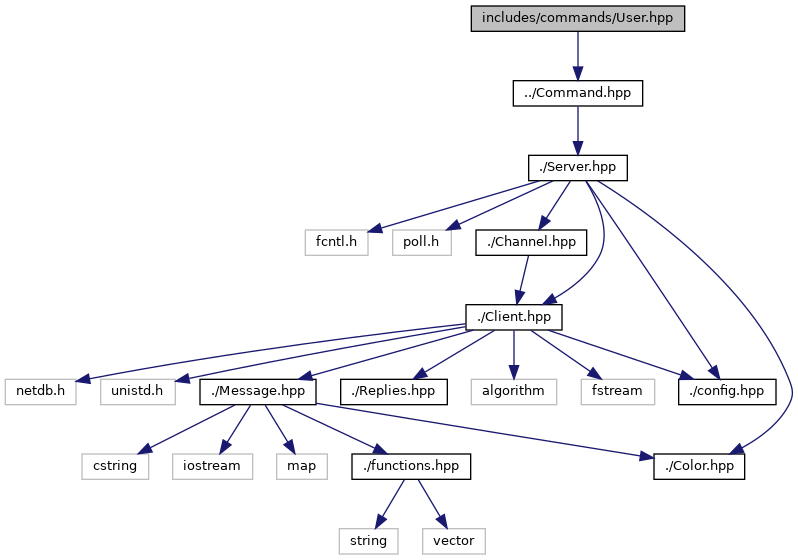 includes/commands/User.hpp
../Command.hpp
./Server.hpp
fcntl.h
poll.h
./Channel.hpp
./Client.hpp
netdb.h
unistd.h
./Message.hpp
./Replies.hpp
algorithm
fstream
./config.hpp
cstring
iostream
map
./functions.hpp
./Color.hpp
string
vector